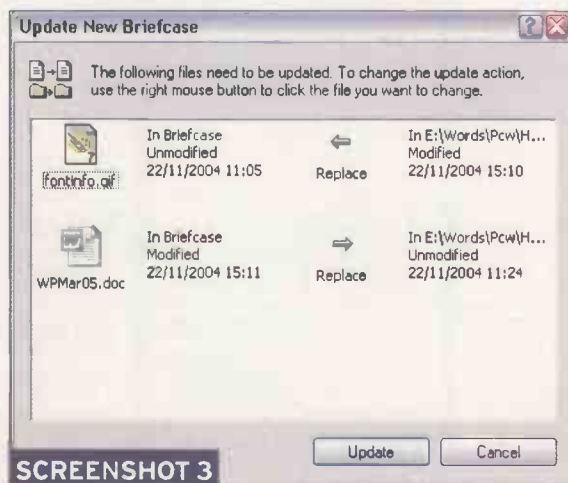 Update New Briefcase
The following files need to be updated. To change the update action,
use the right mouse button to click the file you want to change.
fontinfo.gif
In Briefcase
Unmodified
22/11/2004 11:05
Replace
In E:\Words\Pcw\H...
Modified
22/11/2004 15:10
WPMar05.doc
In Briefcase
Modified
22/11/2004 15:11
Replace
In E:\Words\Pcw\H...
Unmodified
22/11/2004 11:24
Update
Cancel
SCREENSHOT 3